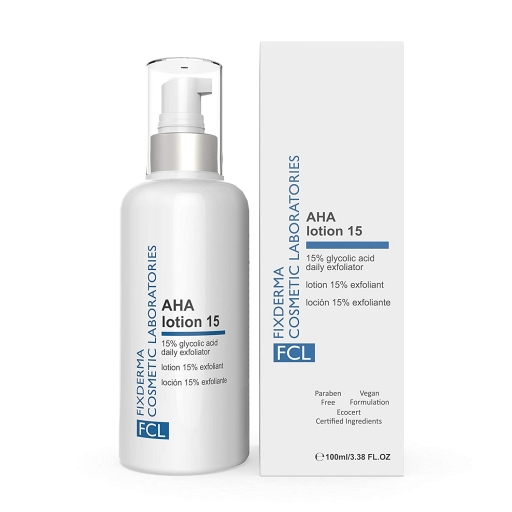 FIXDERMA
COSMETIC LABORATORIES
FCL
AHA
lotion 15
15% glycolic acid
daily exfoliator
lotion 15% exfoliant
loción 15% exfoliante
FIXDERMA
COSMETIC LABORATORIES
FCL
AHA
lotion 15
15% glycolic acid
daily exfoliator
lotion 15% exfoliant
loción 15% exfoliante
Paraben Vegan
Free Formulation
Ecocert
Certified Ingredients
℮100ml/3.38 FL.OZ